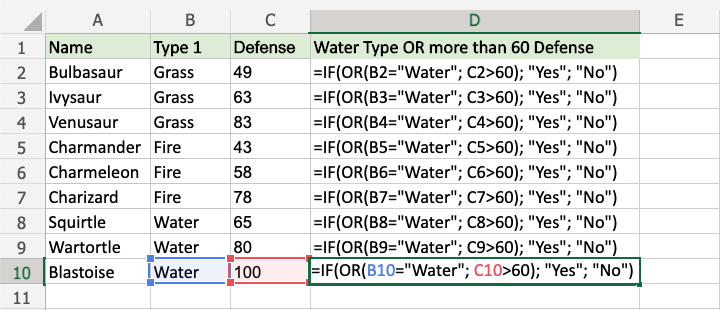 A B C D E
1 Name Type 1 Defense Water Type OR more than 60 Defense
2 Bulbasaur Grass 49 =IF(OR(B2="Water"; C2>60); "Yes"; "No")
3 Ivysaur Grass 63 =IF(OR(B3="Water"; C3>60); "Yes"; "No")
4 Venusaur Grass 83 =IF(OR(B4="Water"; C4>60); "Yes"; "No")
5 Charmander Fire 43 =IF(OR(B5="Water"; C5>60); "Yes"; "No")
6 Charmeleon Fire 58 =IF(OR(B6="Water"; C6>60); "Yes"; "No")
7 Charizard Fire 78 =IF(OR(B7="Water"; C7>60); "Yes"; "No")
8 Squirtle Water 65 =IF(OR(B8="Water"; C8>60); "Yes"; "No")
9 Wartortle Water 80 =IF(OR(B9="Water"; C9>60); "Yes"; "No")
10 Blastoise Water 100 =IF(OR(B10="Water"; C10>60); "Yes"; "No")
11